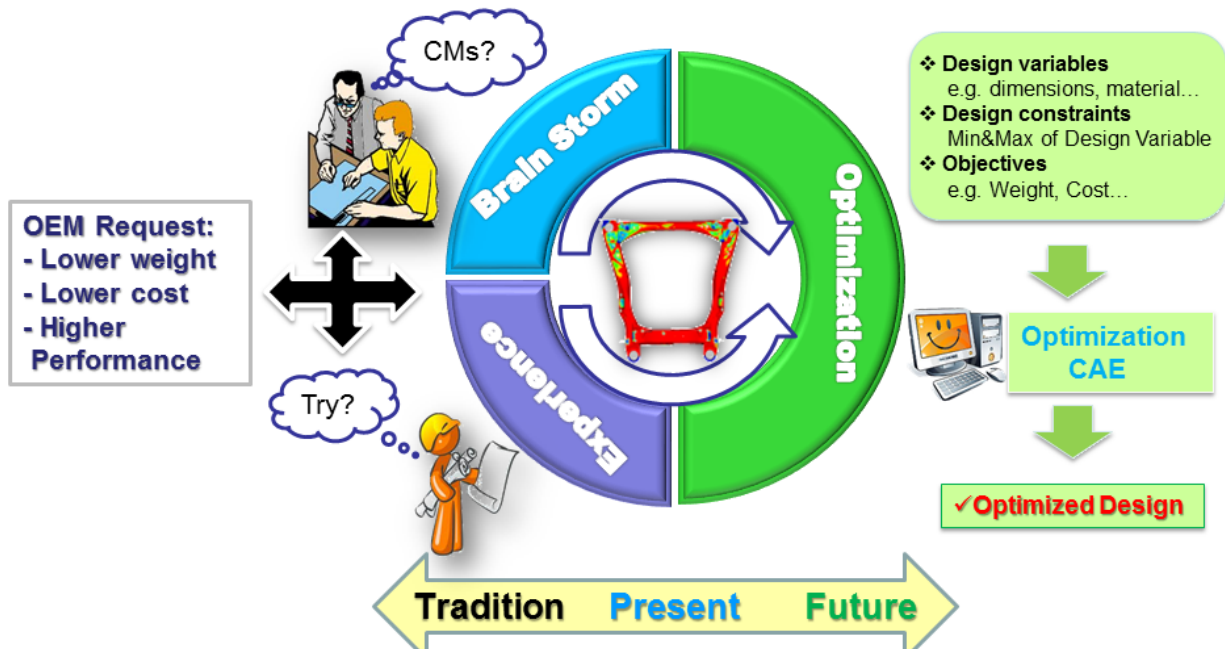 CMs?
OEM Request:
- Lower weight
- Lower cost
- Higher
Performance
Try?
Brain Storm
Experience
Optimization
❖ Design variables
e.g. dimensions, material…
❖ Design constraints
Min&Max of Design Variable
❖ Objectives
e.g. Weight, Cost…
Optimization
CAE
✓Optimized Design
Tradition Present Future